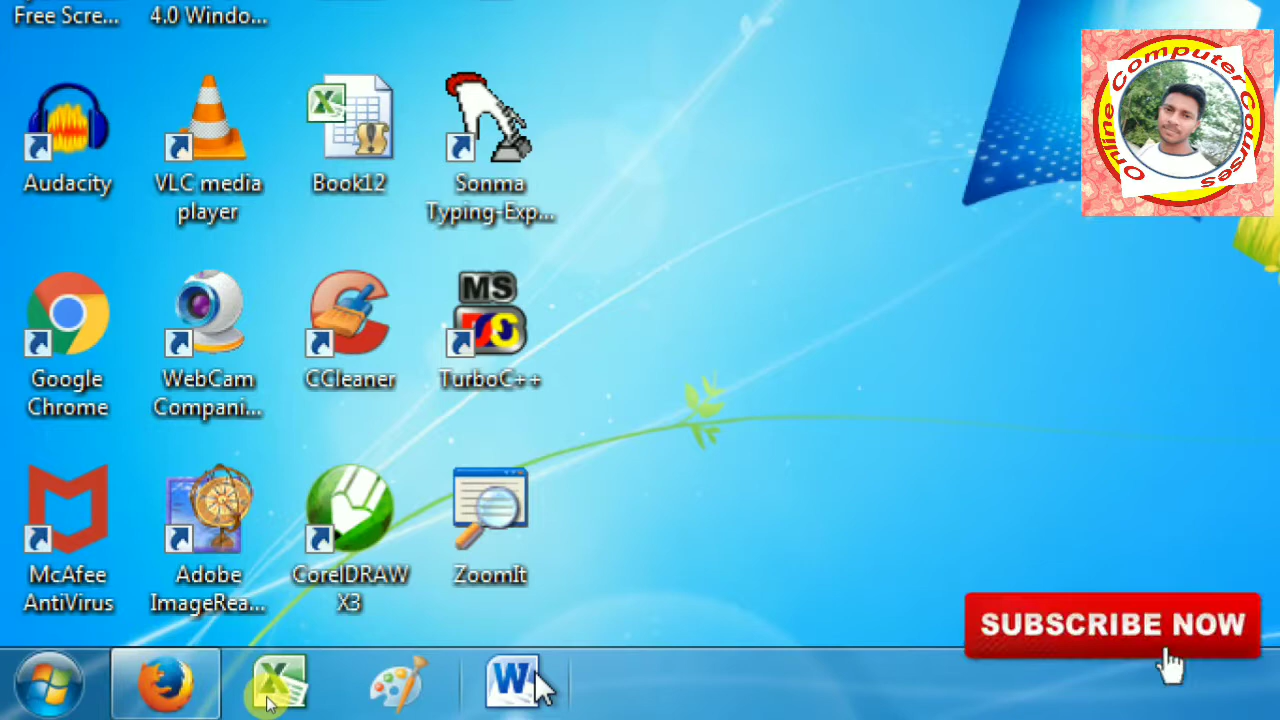 Free Scre...
4.0 Windo...
Audacity
VLC media
player
Book12
Sonma
Typing-Exp...
Online Computer Courses
Google
Chrome
WebCam
Compani...
CCleaner
MS
TurboC++
McAfee
AntiVirus
Adobe
ImageRea...
CorelDRAW
X3
ZoomIt
SUBSCRIBE NOW